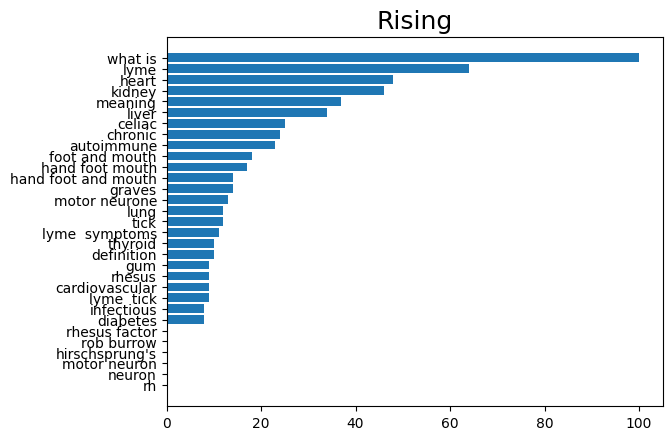 Rising
what is
lyme
heart
kidney
meaning
liver
celiac
chronic
autoimmune
foot and mouth
hand foot mouth
hand foot and mouth
graves
motor neurone
lung
tick
lyme  symptoms
thyroid
definition
gum
rhesus
cardiovascular
lyme  tick
infectious
diabetes
rhesus factor
rob burrow
hirschsprung's
motor neuron
neuron
rh
0 20 40 60 80 100